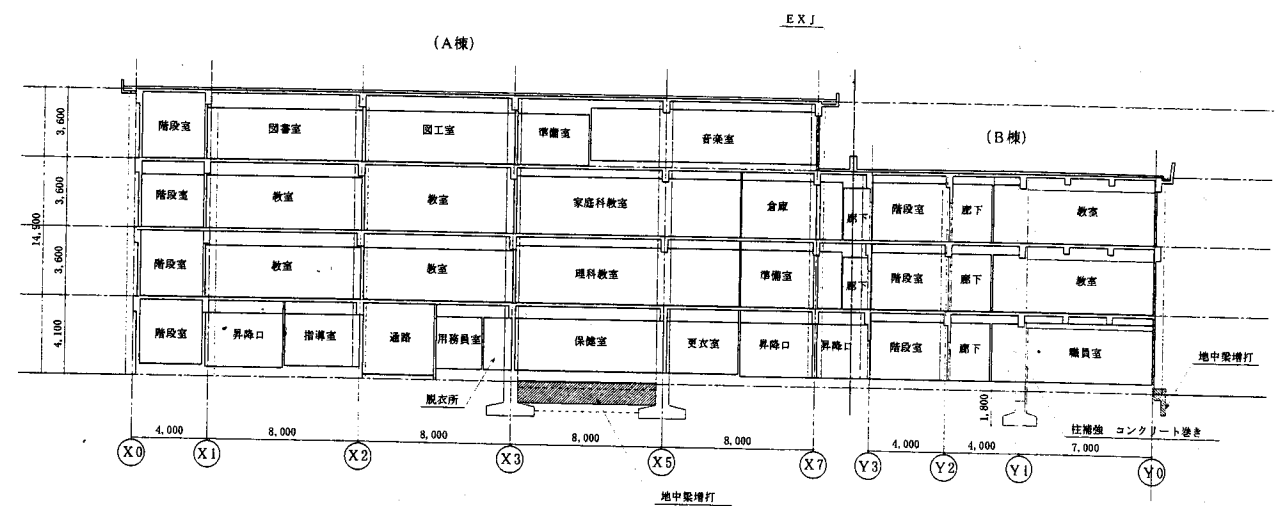 EXJ
(A棟)
(B棟)
3,600
階段室
図書室
図工室
準備室
音楽室
3,600
階段室
教室
教室
家庭科教室
倉庫
廊下
階段室
廊下
教室
14,900
3,600
階段室
教室
教室
理科教室
準備室
廊下
階段室
廊下
教室
4,100
階段室
昇降口
指導室
通路
用務員室
保健室
更衣室
昇降口
昇降口
階段室
廊下
職員室
地中梁増打
脱衣所
1,800
柱補強 コンクリート巻き
4,000
8,000
8,000
8,000
8,000
4,000
4,000
7,000
X0
X1
X2
X3
X5
X7
Y3
Y2
Y1
Y0
地中梁増打